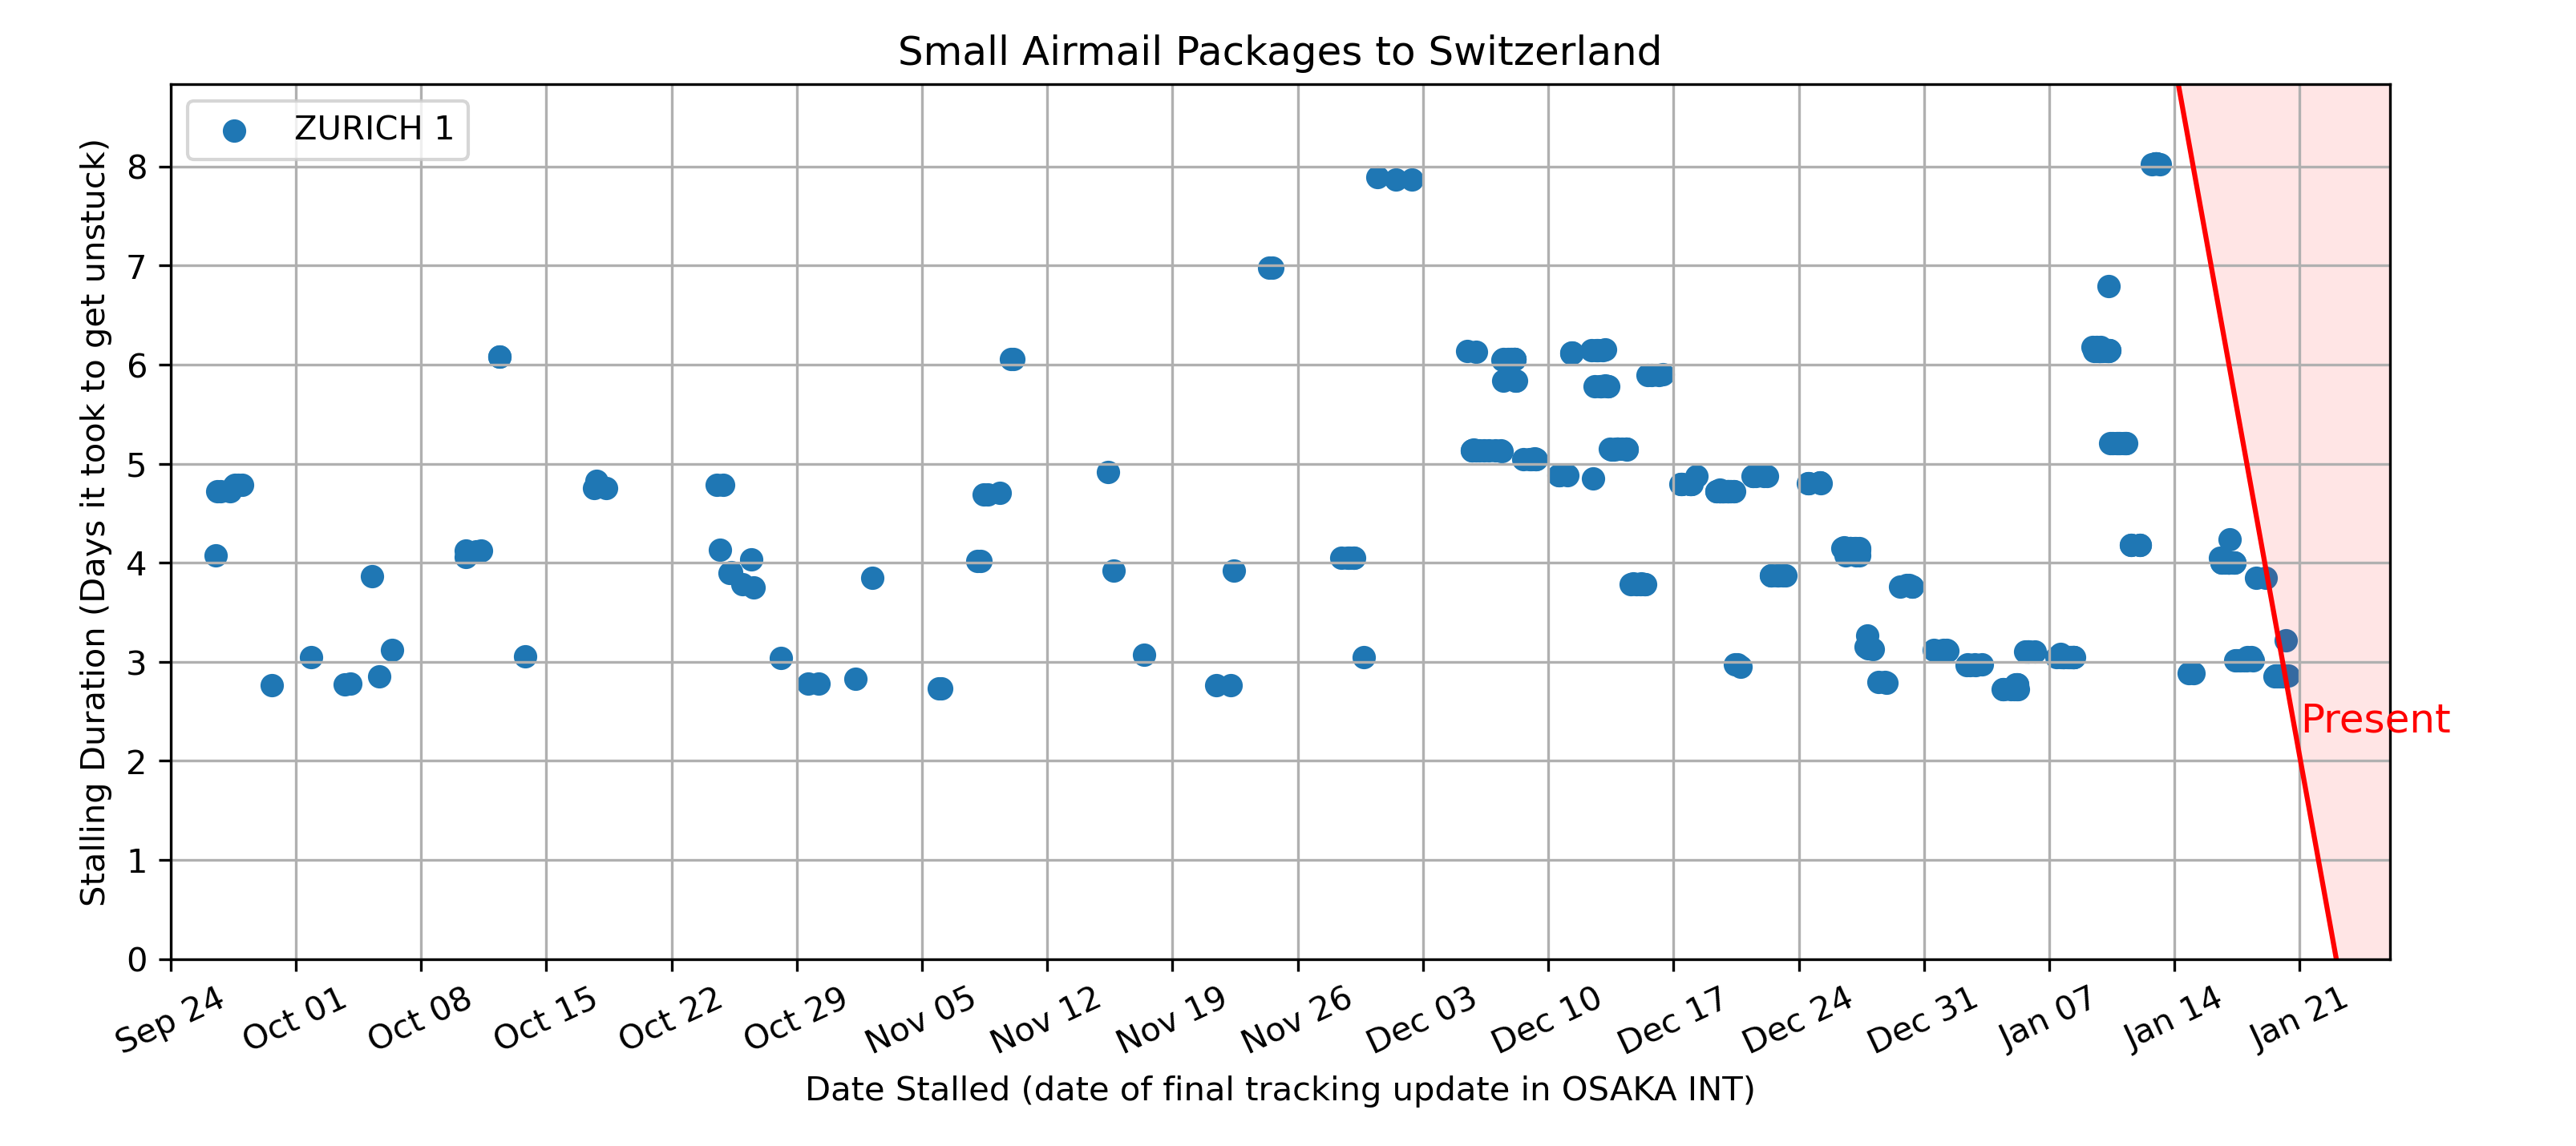 Small Airmail Packages to Switzerland
ZURICH 1
Stalling Duration (Days it took to get unstuck)
8
7
6
5
4
3
2
1
0
Present
Sep 24
Oct 01
Oct 08
Oct 15
Oct 22
Oct 29
Nov 05
Nov 12
Nov 19
Nov 26
Dec 03
Dec 10
Dec 17
Dec 24
Dec 31
Jan 07
Jan 14
Jan 21
Date Stalled (date of final tracking update in OSAKA INT)